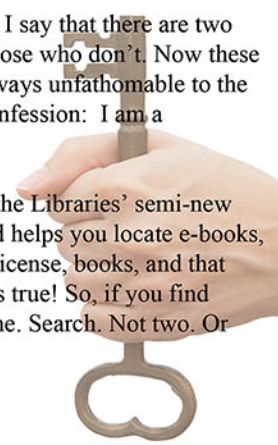 I say that there are two
ose who don't. Now these
ways unfathomable to the
nfession:  I am a
he Libraries' semi-new
d helps you locate e-books,
icense, books, and that
s true! So, if you find
ne. Search. Not two. Or